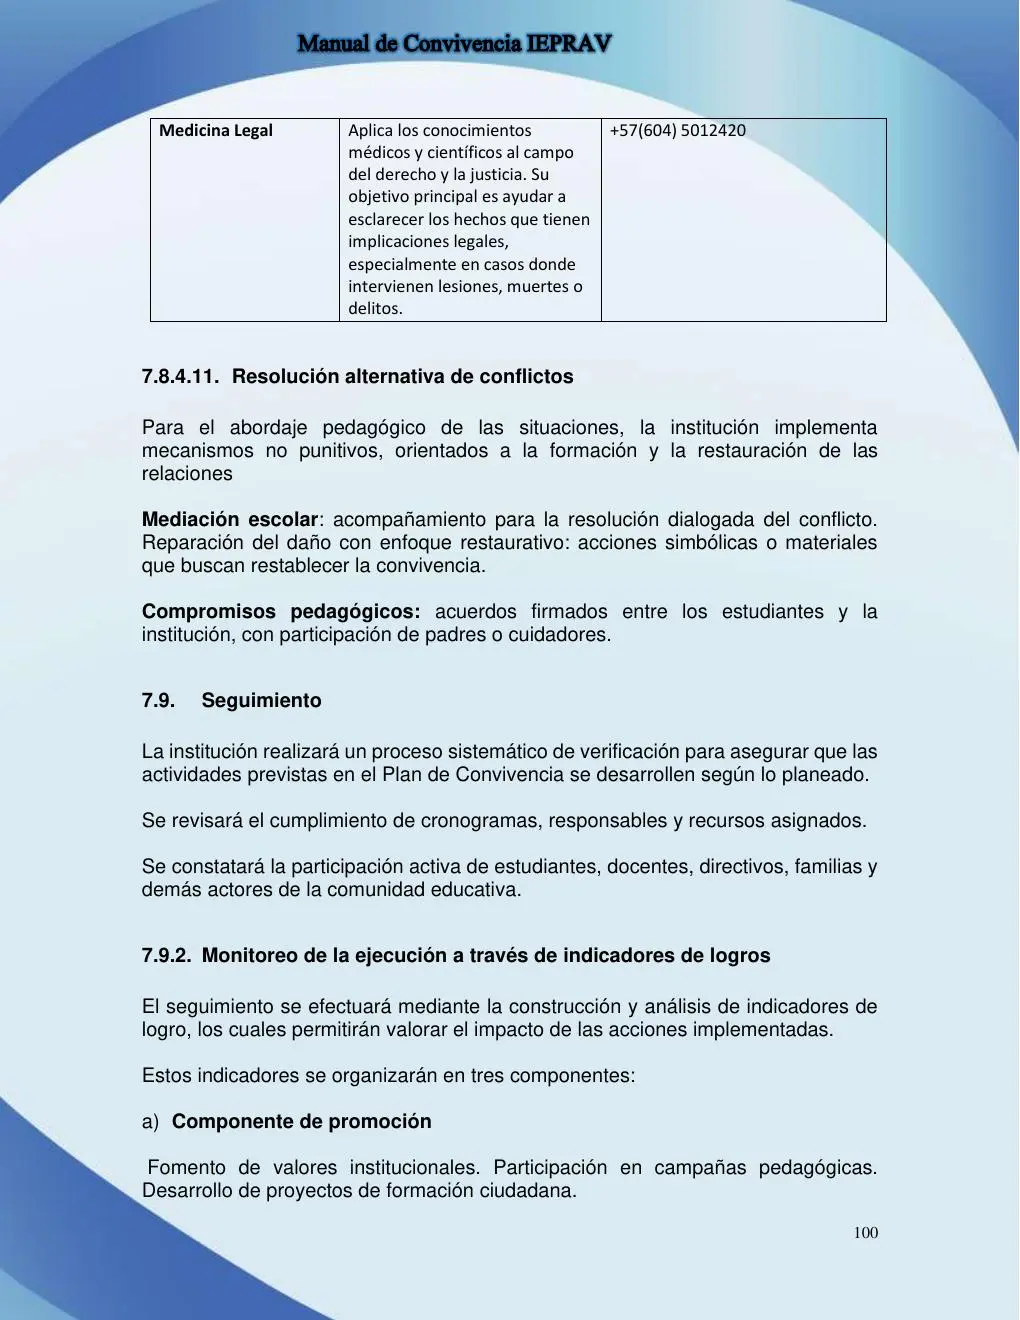 Manual de Convivencia IEPRAV
Medicina Legal
Aplica los conocimientos
médicos y científicos al campo
del derecho y la justicia. Su
objetivo principal es ayudar a
esclarecer los hechos que tienen
implicaciones legales,
especialmente en casos donde
intervienen lesiones, muertes o
delitos.
+57(604) 5012420
7.8.4.11. Resolución alternativa de conflictos
Para el abordaje pedagógico de las situaciones, la institución implementa
mecanismos no punitivos, orientados a la formación y la restauración de las
relaciones
Mediación escolar: acompañamiento para la resolución dialogada del conflicto.
Reparación del daño con enfoque restaurativo: acciones simbólicas o materiales
que buscan restablecer la convivencia.
Compromisos pedagógicos: acuerdos firmados entre los estudiantes y la
institución, con participación de padres o cuidadores.
7.9. Seguimiento
La institución realizará un proceso sistemático de verificación para asegurar que las
actividades previstas en el Plan de Convivencia se desarrollen según lo planeado.
Se revisará el cumplimiento de cronogramas, responsables y recursos asignados.
Se constatará la participación activa de estudiantes, docentes, directivos, familias y
demás actores de la comunidad educativa.
7.9.2. Monitoreo de la ejecución a través de indicadores de logros
El seguimiento se efectuará mediante la construcción y análisis de indicadores de
logro, los cuales permitirán valorar el impacto de las acciones implementadas.
Estos indicadores se organizarán en tres componentes:
a) Componente de promoción
Fomento de valores institucionales. Participación en campañas pedagógicas.
Desarrollo de proyectos de formación ciudadana.
100